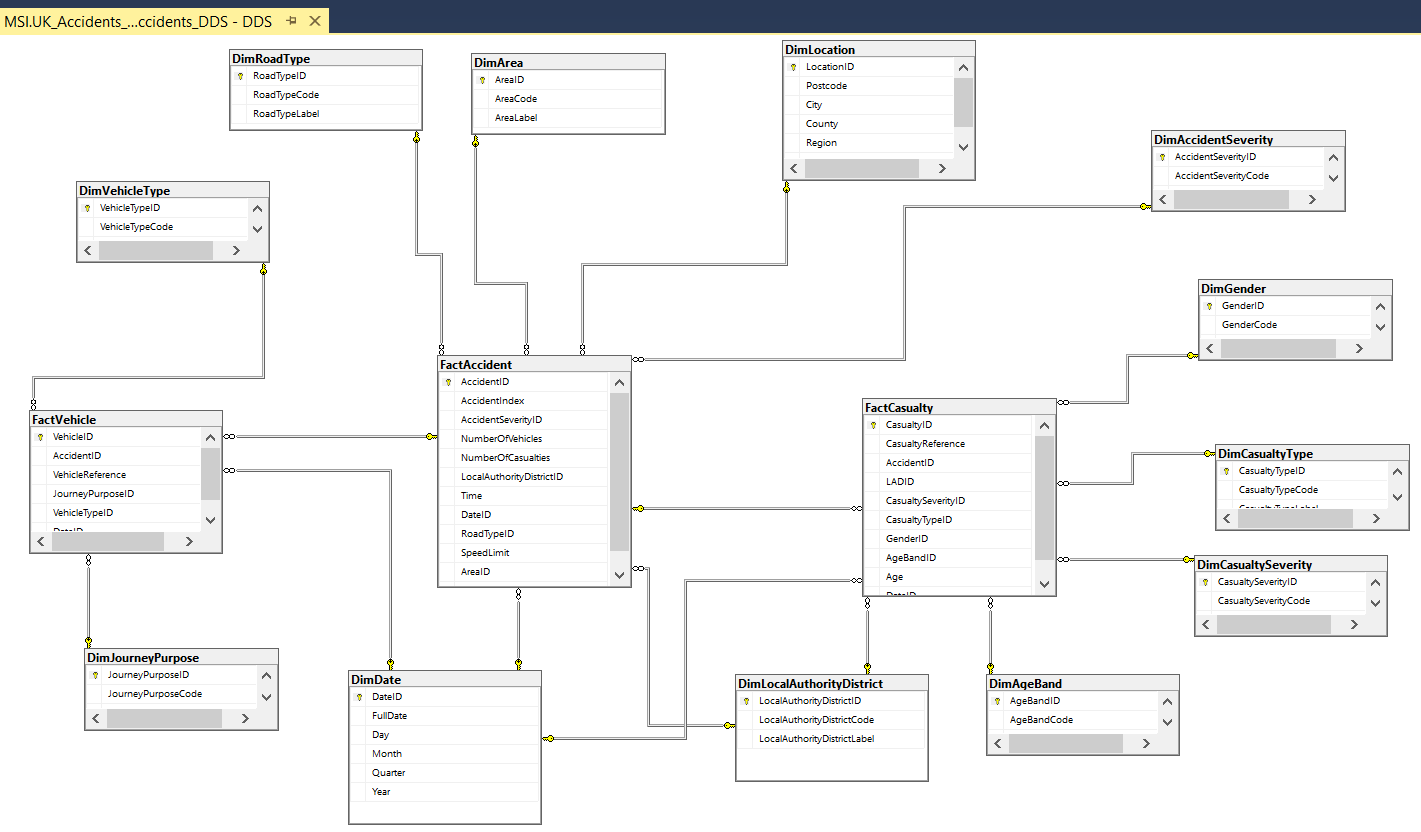 MSI.UK_Accidents_...ccidents_DDS - DDS
DimRoadType
RoadTypeID
RoadTypeCode
RoadTypeLabel
DimArea
AreaID
AreaCode
AreaLabel
DimLocation
LocationID
Postcode
City
County
Region
DimAccidentSeverity
AccidentSeverityID
AccidentSeverityCode
DimVehicleType
VehicleTypeID
VehicleTypeCode
DimGender
GenderID
GenderCode
FactAccident
AccidentID
AccidentIndex
AccidentSeverityID
NumberOfVehicles
NumberOfCasualties
LocalAuthorityDistrictID
Time
DateID
RoadTypeID
SpeedLimit
AreaID
FactVehicle
VehicleID
AccidentID
VehicleReference
JourneyPurposeID
VehicleTypeID
DateID
FactCasualty
CasualtyID
CasualtyReference
AccidentID
LADID
CasualtySeverityID
CasualtyTypeID
GenderID
AgeBandID
Age
DateID
DimCasualtyType
CasualtyTypeID
CasualtyTypeCode
CasualtyTypeLabel
DimCasualtySeverity
CasualtySeverityID
CasualtySeverityCode
DimJourneyPurpose
JourneyPurposeID
JourneyPurposeCode
DimDate
DateID
FullDate
Day
Month
Quarter
Year
DimLocalAuthorityDistrict
LocalAuthorityDistrictID
LocalAuthorityDistrictCode
LocalAuthorityDistrictLabel
DimAgeBand
AgeBandID
AgeBandCode